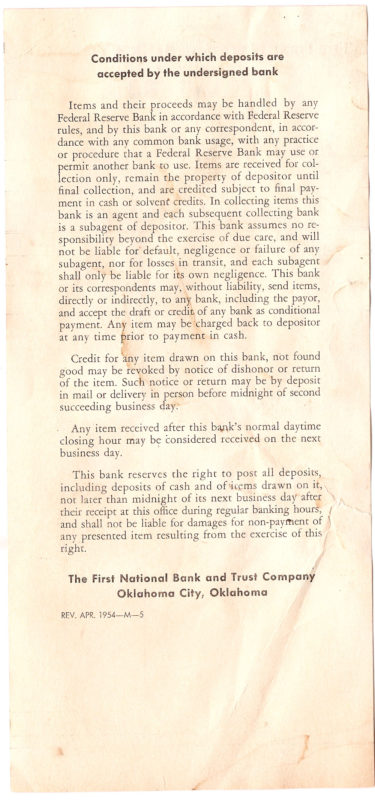 Conditions under which deposits are
accepted by the undersigned bank
Items and their proceeds may be handled by any
Federal Reserve Bank in accordance with Federal Reserve
rules, and by this bank or any correspondent, in accor-
dance with any common bank usage, with any practice
or procedure that a Federal Reserve Bank may use or
permit another bank to use. Items are received for col-
lection only, remain the property of depositor until
final collection, and are credited subject to final pay-
ment in cash or solvent credits. In collecting items this
bank is an agent and each subsequent collecting bank
is a subagent of depositor. This bank assumes no re-
sponsibility beyond the exercise of due care, and will
not be liable for default, negligence or failure of any
subagent, nor for losses in transit, and each subagent
shall only be liable for its own negligence. This bank
or its correspondents may, without liability, send items,
directly or indirectly, to any bank, including the payor,
and accept the draft or credit of any bank as conditional
payment. Any item may be charged back to depositor
at any time prior to payment in cash.
Credit for any item drawn on this bank, not found
good may be revoked by notice of dishonor or return
of the item. Such notice or return may be by deposit
in mail or delivery in person before midnight of second
succeeding business day.
Any item received after this bank's normal daytime
closing hour may be considered received on the next
business day.
This bank reserves the right to post all deposits,
including deposits of cash and of items drawn on it,
not later than midnight of its next business day after
their receipt at this office during regular banking hours,
and shall not be liable for damages for non-payment of
any presented item resulting from the exercise of this
right.
The First National Bank and Trust Company
Oklahoma City, Oklahoma
REV. APR. 1954—M—5